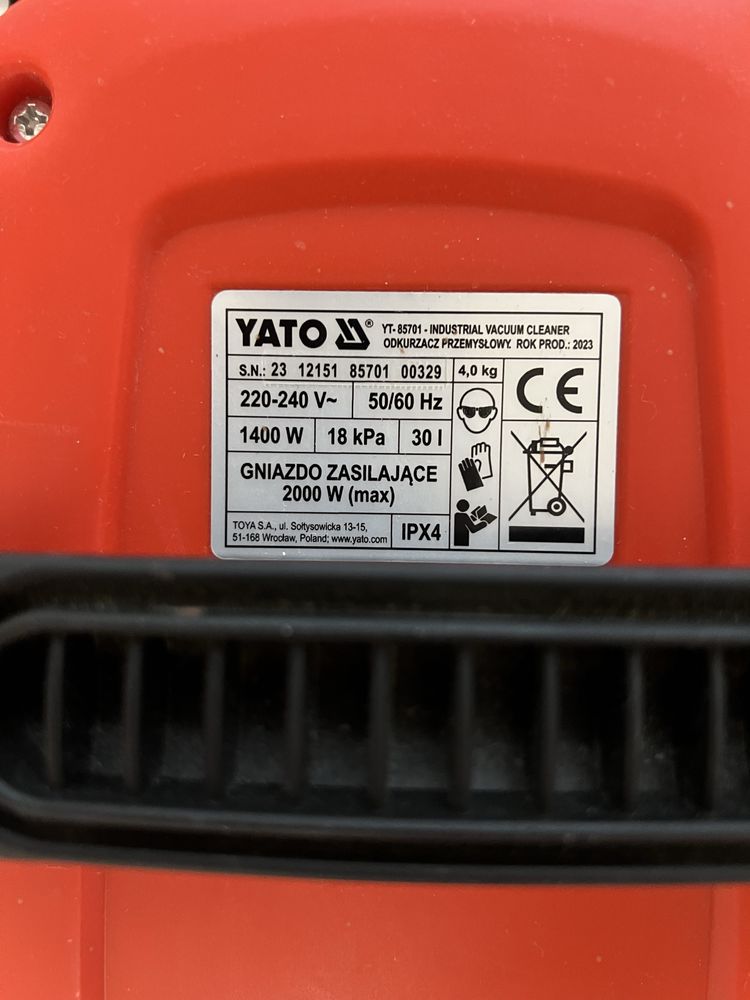 YATO ®
YT- 85701 - INDUSTRIAL VACUUM CLEANER
ODKURZACZ PRZEMYSŁOWY. ROK PROD.: 2023
S.N.: 23 12151 85701 00329
4,0 kg
220-240 V~ 50/60 Hz
1400 W 18 kPa 30 l
GNIAZDO ZASILAJĄCE
2000 W (max)
TOYA S.A., ul. Sołtysowicka 13-15,
51-168 Wrocław, Poland; www.yato.com
IPX4
CE